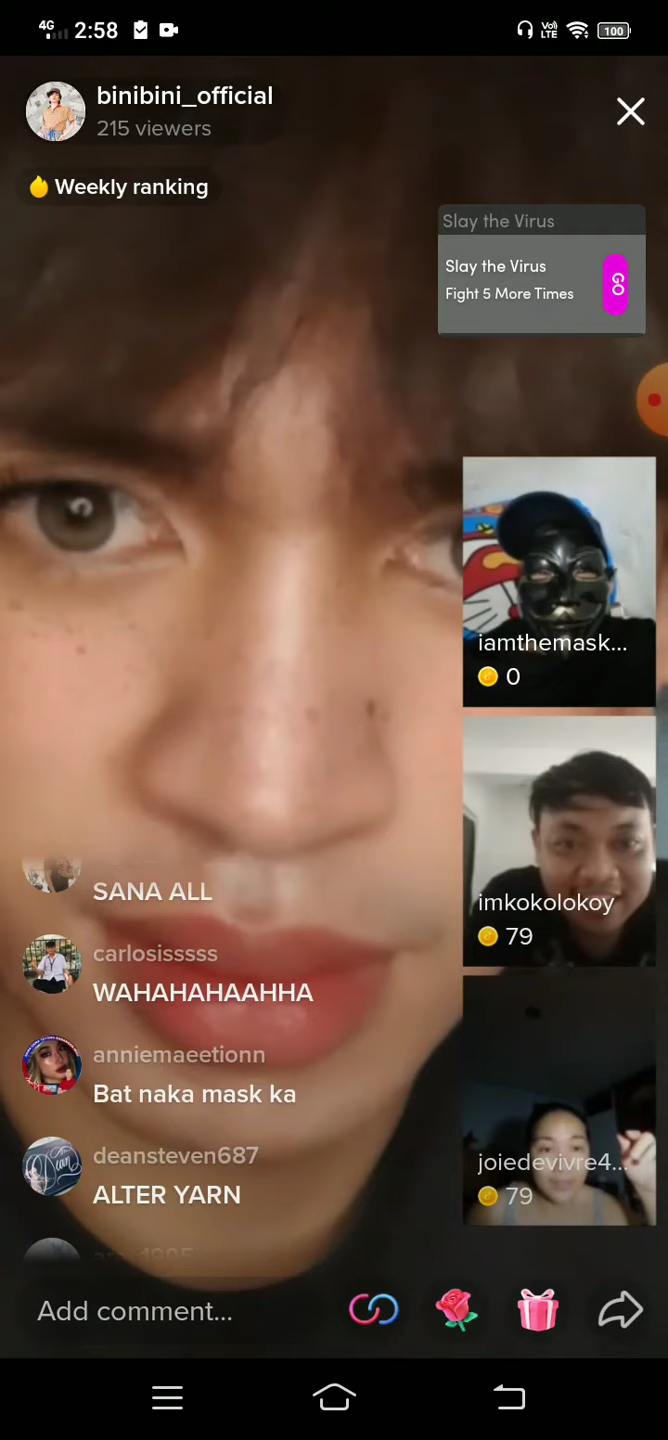 4G 2:58 Vo) LTE 100
binibini_official
215 viewers
Weekly ranking
Slay the Virus
Slay the Virus
Fight 5 More Times
GO
iamthemask...
0
imkokolokoy
79
joiedevivre4...
79
SANA ALL
carlosisssss
WAHAHAHAAHHA
anniemaeetionn
Bat naka mask ka
deansteven687
ALTER YARN
Add comment...